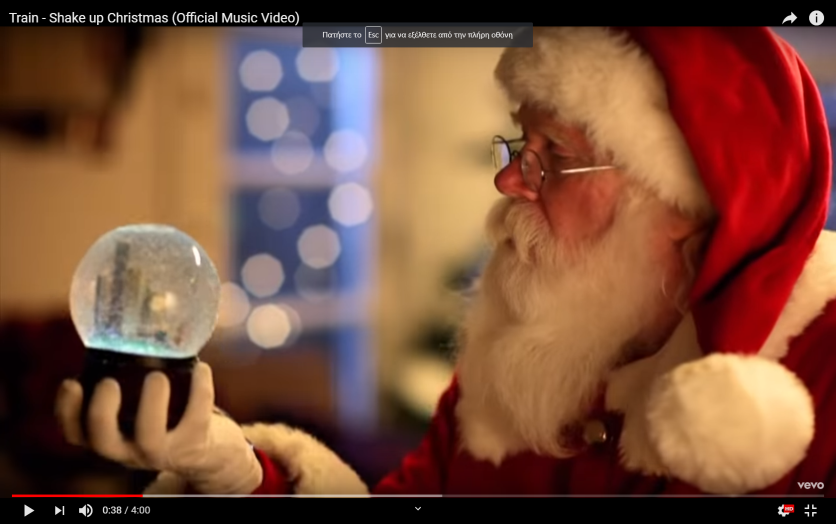 Train - Shake up Christmas (Official Music Video)
Πατήστε το Esc για να εξέλθετε από την πλήρη οθόνη
vevo
0:38 / 4:00
HD